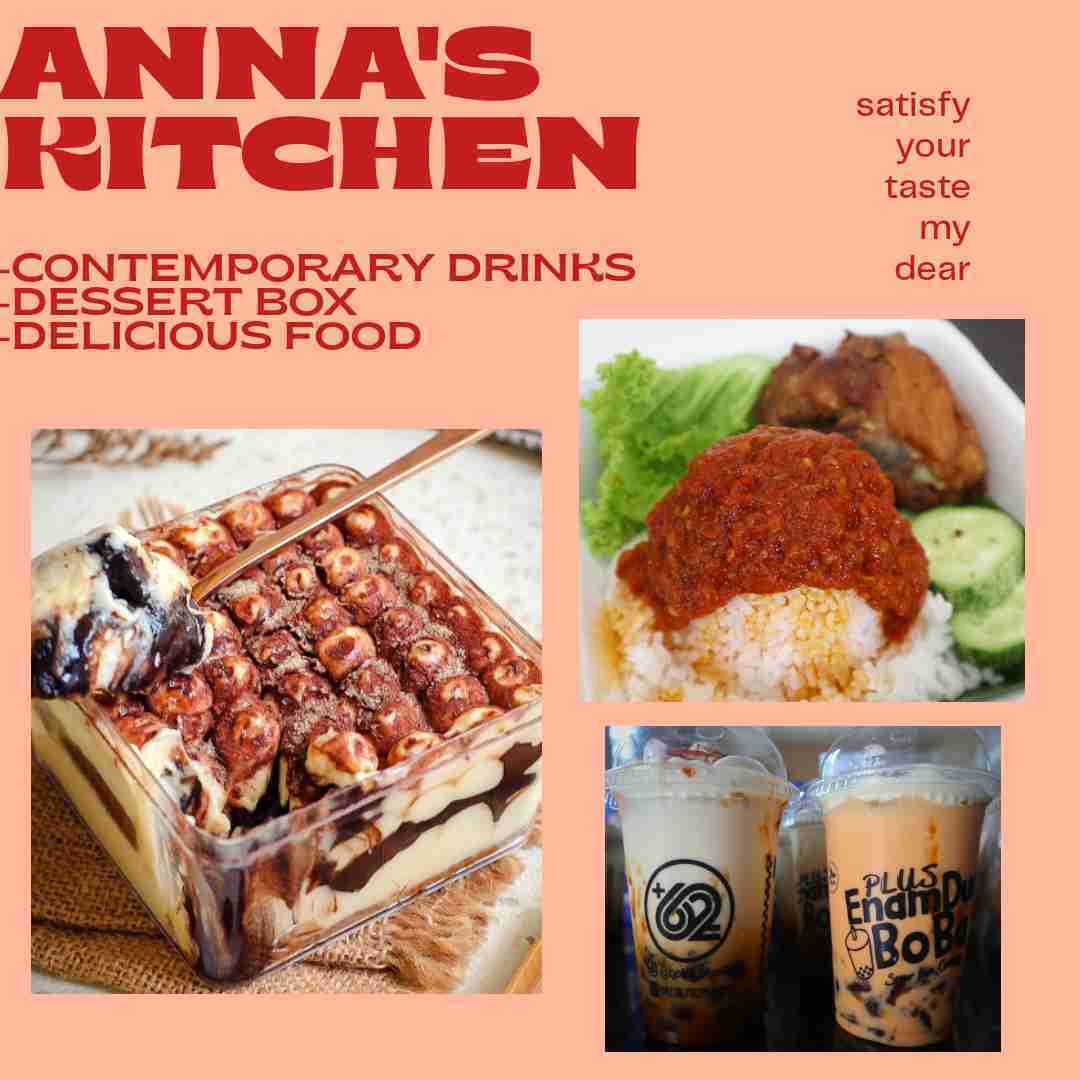 ANNA'S
KITCHEN
satisfy
your
taste
my
dear
-CONTEMPORARY DRINKS
-DESSERT BOX
-DELICIOUS FOOD
+62
PLUS
EnamDu
BoBa